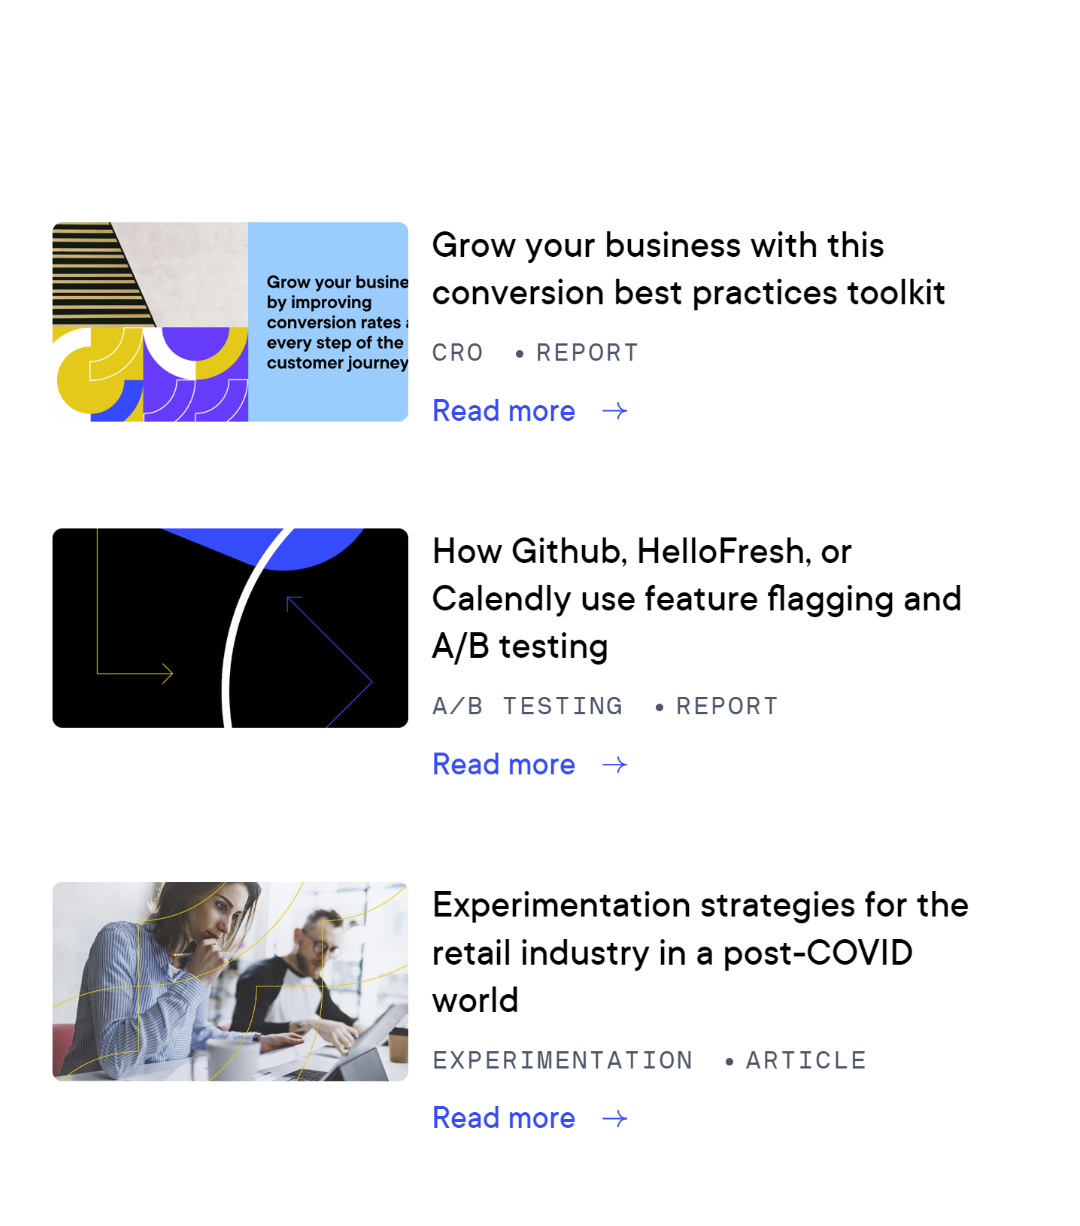 Grow your busine
by improving
conversion rates
every step of the
customer journey
Grow your business with this
conversion best practices toolkit
CRO • REPORT
Read more →
How Github, HelloFresh, or
Calendly use feature flagging and
A/B testing
A/B TESTING • REPORT
Read more →
Experimentation strategies for the
retail industry in a post-COVID
world
EXPERIMENTATION • ARTICLE
Read more →